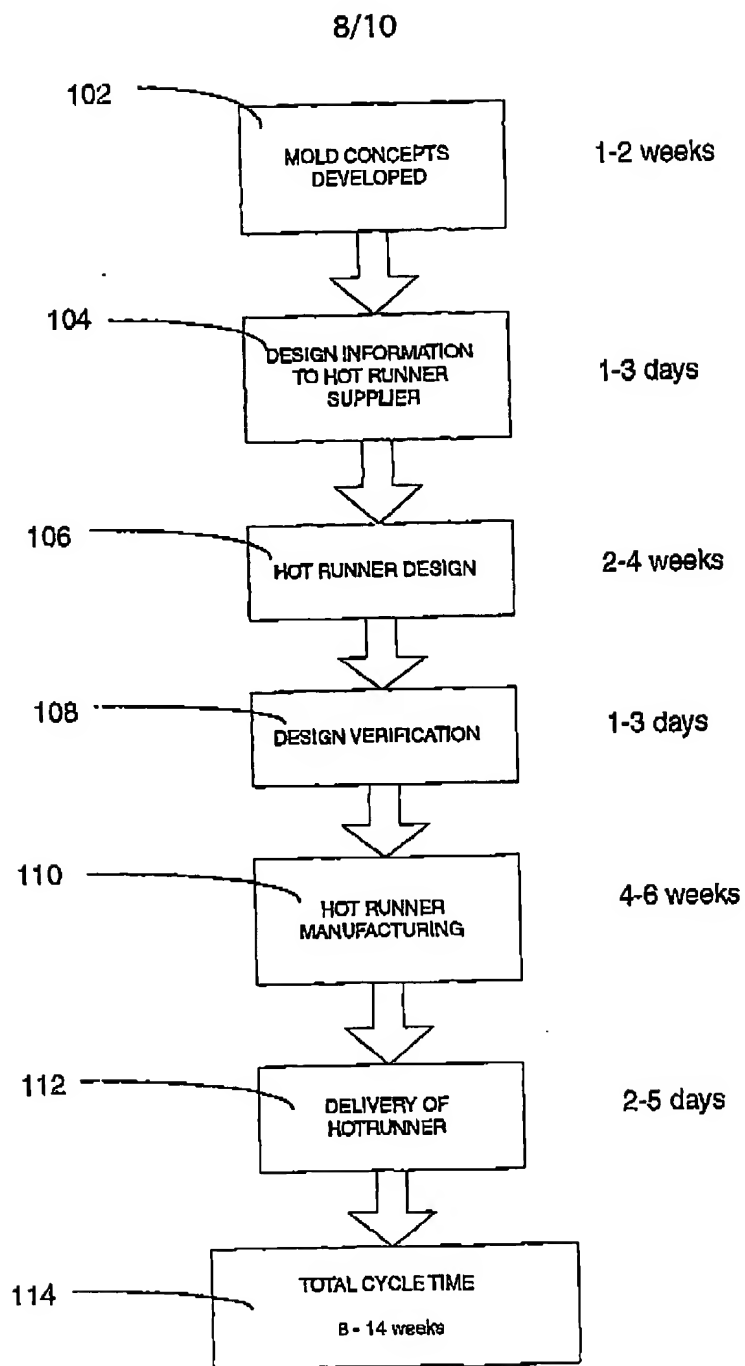 8/10
102
MOLD CONCEPTS
DEVELOPED
1-2 weeks
104
DESIGN INFORMATION
TO HOT RUNNER
SUPPLIER
1-3 days
106
HOT RUNNER DESIGN
2-4 weeks
108
DESIGN VERIFICATION
1-3 days
110
HOT RUNNER
MANUFACTURING
4-6 weeks
112
DELIVERY OF
HOTRUNNER
2-5 days
114
TOTAL CYCLE TIME
8 - 14 weeks